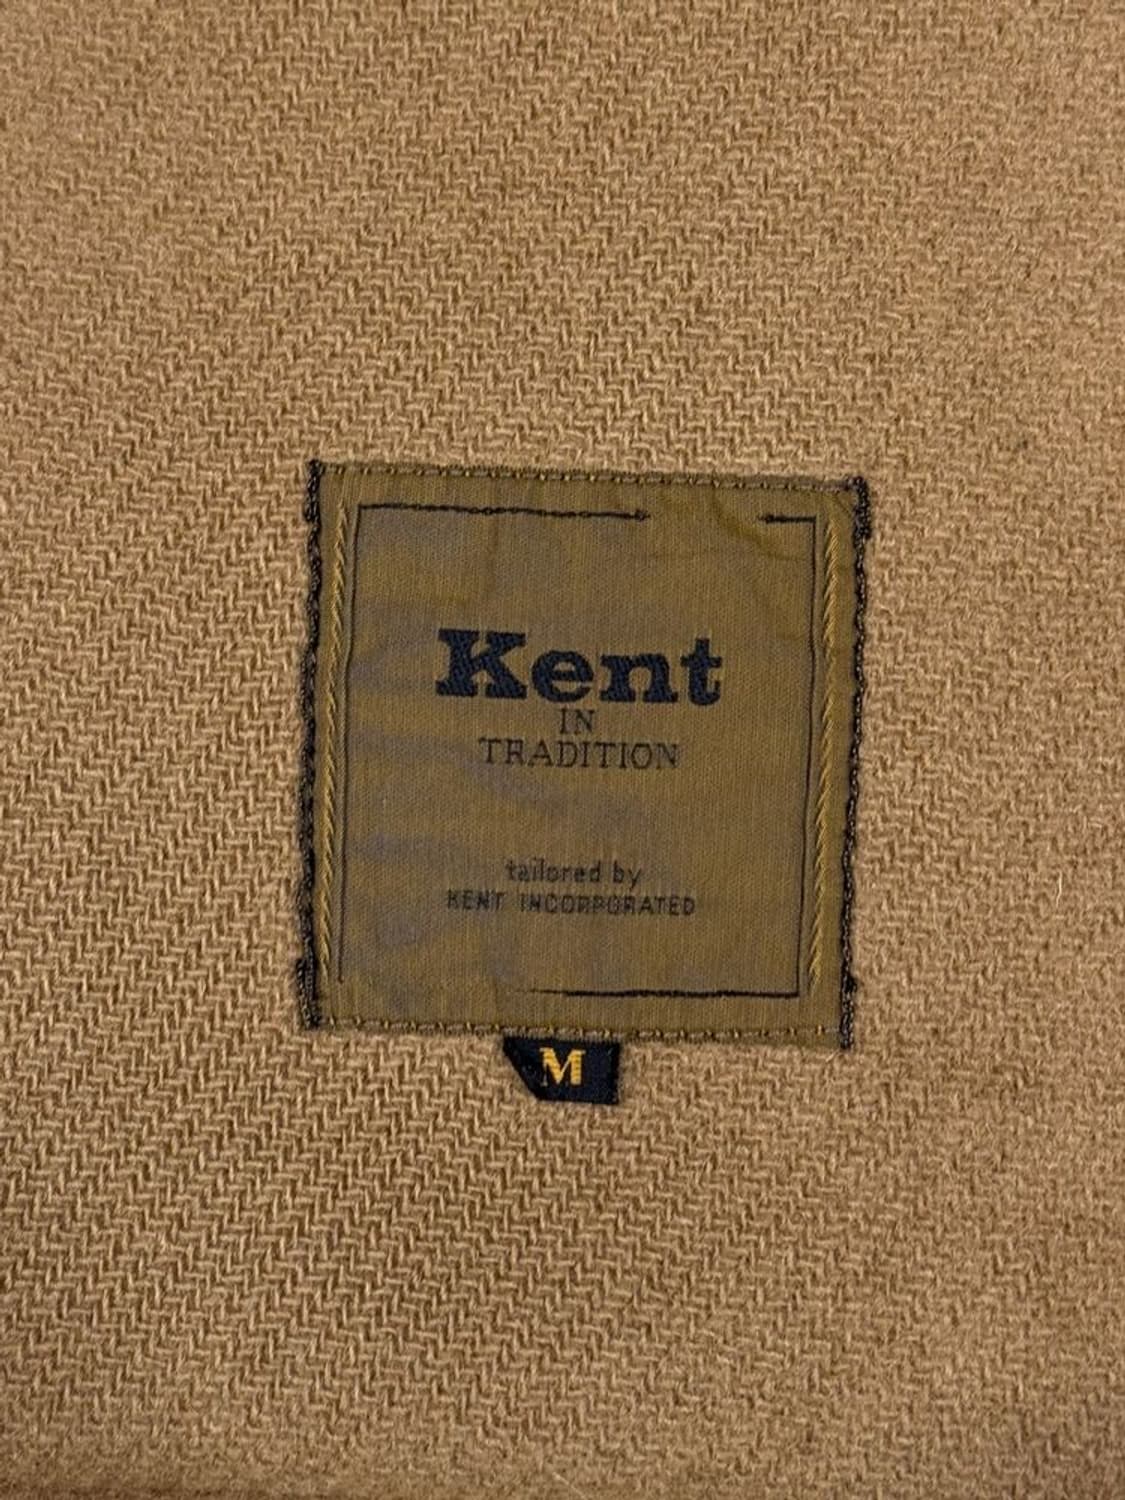 Kent
IN
TRADITION
tailored by
KENT INCORPORATED
M